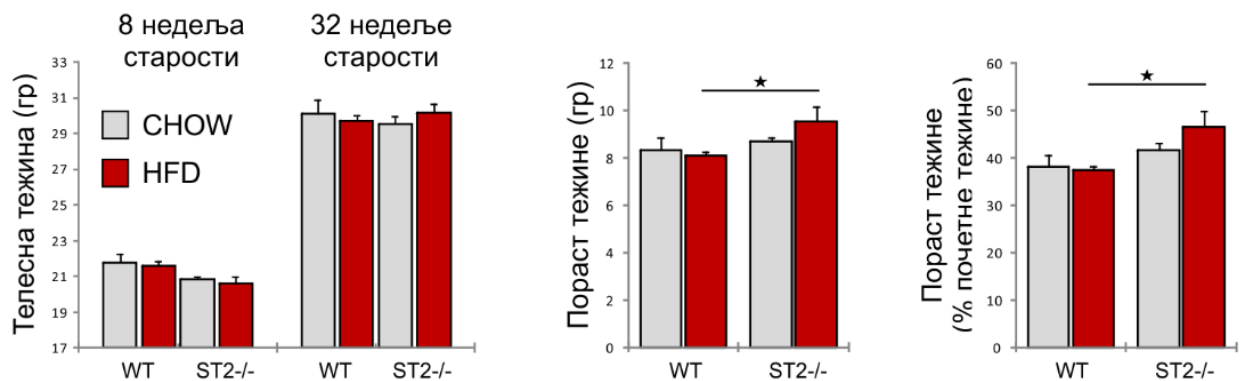 8 недеља
старости
32 недеље
старости
Телесна тежина (гр)
33
31
29
27
25
23
21
19
17
CHOW
HFD
WT
ST2-/-
WT
ST2-/-
Пораст тежине (гр)
12
10
8
6
4
2
0
★
WT
ST2-/-
Пораст тежине
(% почетне тежине)
60
50
40
30
20
10
0
★
WT
ST2-/-